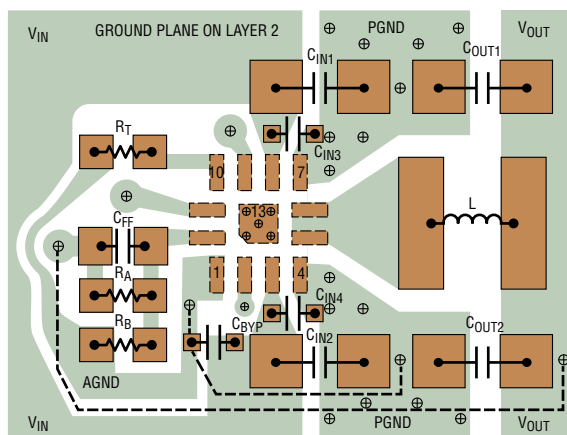 VIN GROUND PLANE ON LAYER 2 PGND VOUT
CIN1 COUT1
RT
CIN3
10 7
13
CFF
L
1 4
RA
CIN4
RB CBYP CIN2 COUT2
AGND
VIN PGND VOUT